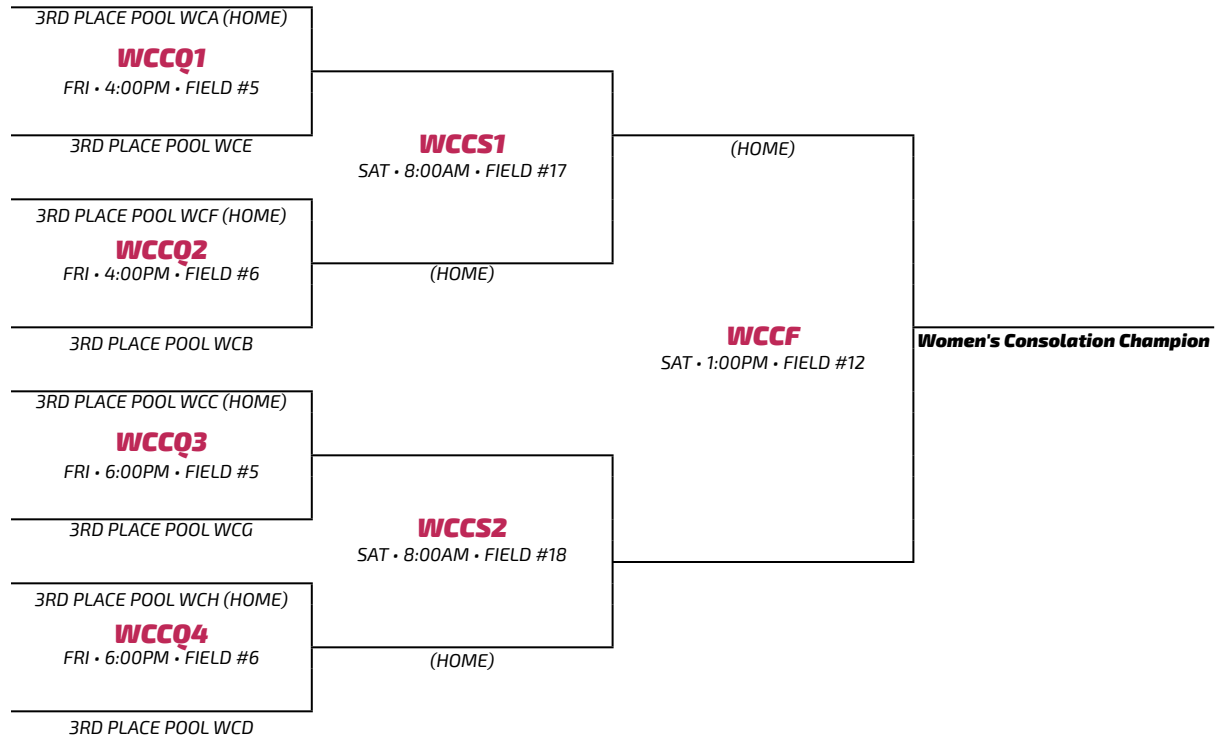 3RD PLACE POOL WCA (HOME)
WCCQ1
FRI • 4:00PM • FIELD #5
3RD PLACE POOL WCE
WCCS1
SAT • 8:00AM • FIELD #17
(HOME)
3RD PLACE POOL WCF (HOME)
WCCQ2
FRI • 4:00PM • FIELD #6
(HOME)
3RD PLACE POOL WCB
WCCF
SAT • 1:00PM • FIELD #12
Women's Consolation Champion
3RD PLACE POOL WCC (HOME)
WCCQ3
FRI • 6:00PM • FIELD #5
3RD PLACE POOL WCG
WCCS2
SAT • 8:00AM • FIELD #18
3RD PLACE POOL WCH (HOME)
WCCQ4
FRI • 6:00PM • FIELD #6
(HOME)
3RD PLACE POOL WCD